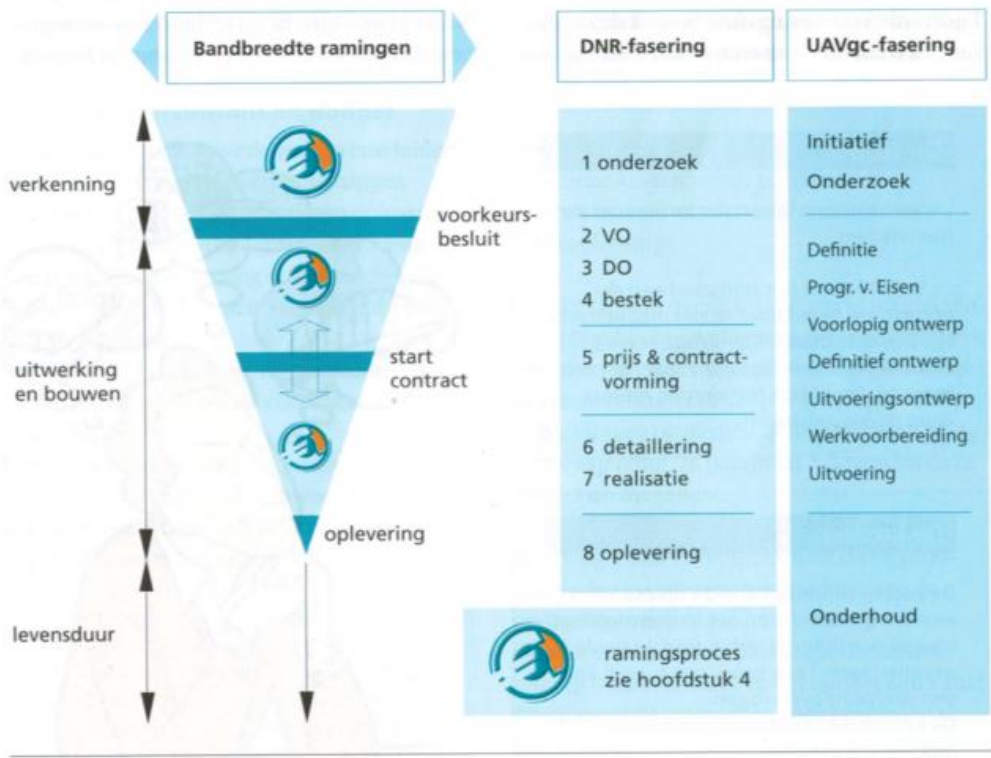 Bandbreedte ramingen
DNR-fasering
UAVgc-fasering
verkenning
uitwerking
en bouwen
levensduur
voorkeurs-
besluit
start
contract
oplevering
1 onderzoek
2 VO
3 DO
4 bestek
5 prijs & contract-
vorming
6 detaillering
7 realisatie
8 oplevering
ramingsproces
zie hoofdstuk 4
Initiatief
Onderzoek
Definitie
Progr. v. Eisen
Voorlopig ontwerp
Definitief ontwerp
Uitvoeringsontwerp
Werkvoorbereiding
Uitvoering
Onderhoud